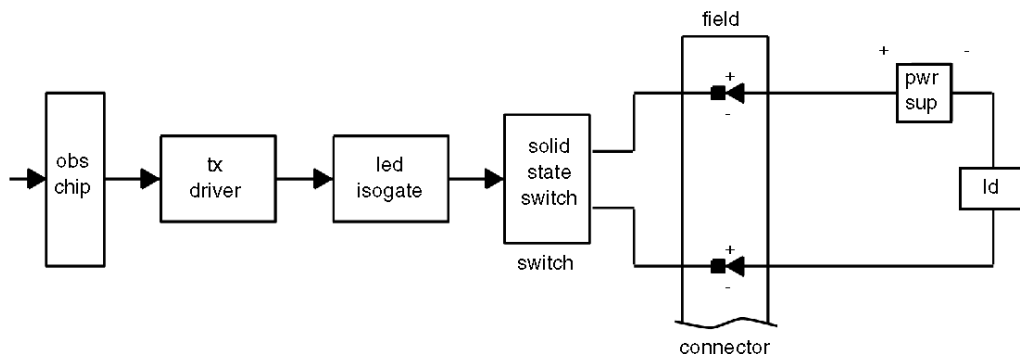 field
+ -
pwr
sup
+
-
obs
chip
tx
driver
led
isogate
solid
state
switch
ld
switch
+
-
connector